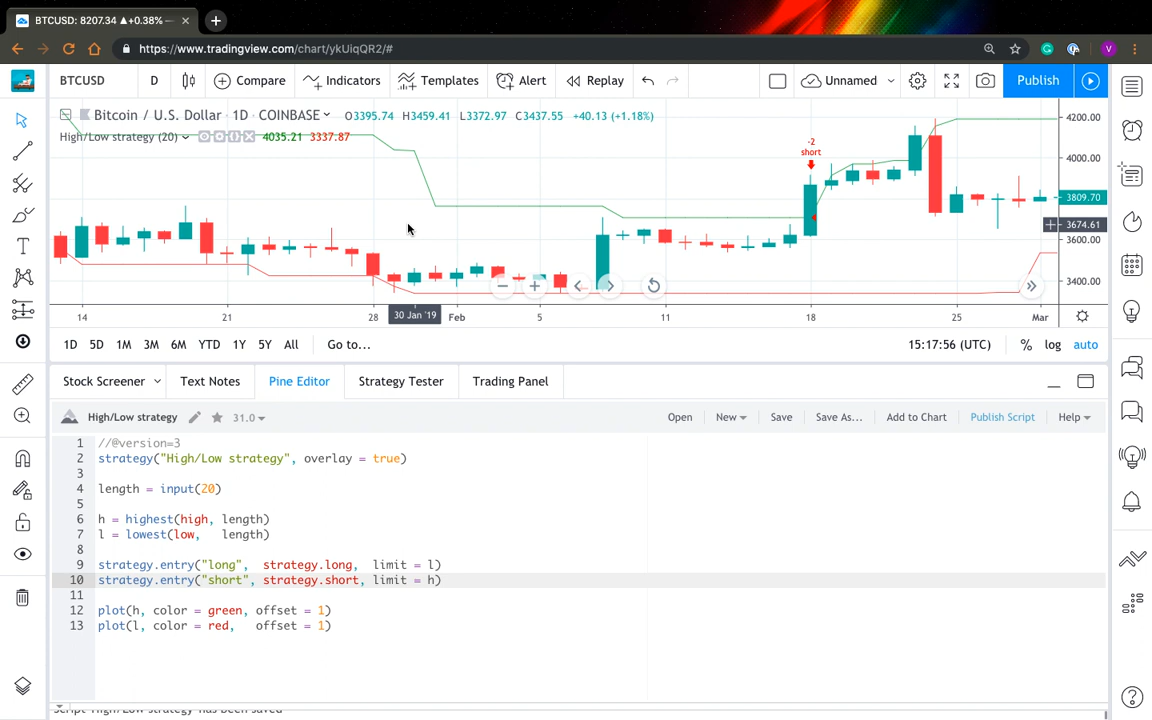 BTCUSD: 8207.34 ▲+0.38% —
https://www.tradingview.com/chart/ykUiqQR2/#
V
BTCUSD D Compare Indicators Templates Alert Replay Unnamed Publish
Bitcoin / U.S. Dollar 1D COINBASE O3395.74 H3459.41 L3372.97 C3437.55 +40.13 (+1.18%)
High/Low strategy (20) 4035.21 3337.87
-2
short
4200.00
4000.00
3809.70
3674.61
3600.00
3400.00
14 21 28 30 Jan '19 Feb 5 11 18 25 Mar
1D 5D 1M 3M 6M YTD 1Y 5Y All Go to... 15:17:56 (UTC) % log auto
Stock Screener Text Notes Pine Editor Strategy Tester Trading Panel
High/Low strategy 31.0 Open New Save Save As... Add to Chart Publish Script Help
1 //@version=3
2 strategy("High/Low strategy", overlay = true)
3
4 length = input(20)
5
6 h = highest(high, length)
7 l = lowest(low,   length)
8
9 strategy.entry("long",  strategy.long,  limit = l)
10 strategy.entry("short", strategy.short, limit = h)
11
12 plot(h, color = green, offset = 1)
13 plot(l, color = red,   offset = 1)
Script 'High/Low strategy' has been saved